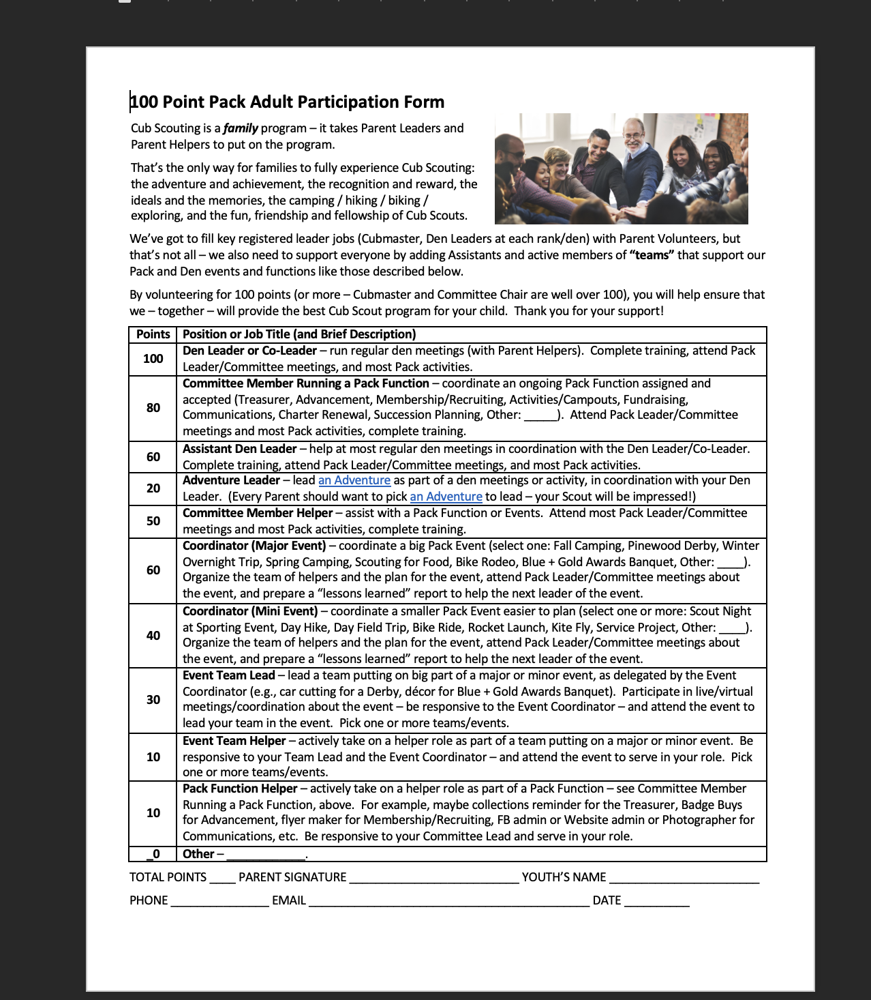 100 Point Pack Adult Participation Form
Cub Scouting is a family program – it takes Parent Leaders and
Parent Helpers to put on the program.
That’s the only way for families to fully experience Cub Scouting:
the adventure and achievement, the recognition and reward, the
ideals and the memories, the camping / hiking / biking /
exploring, and the fun, friendship and fellowship of Cub Scouts.
We’ve got to fill key registered leader jobs (Cubmaster, Den Leaders at each rank/den) with Parent Volunteers, but
that’s not all – we also need to support everyone by adding Assistants and active members of “teams” that support our
Pack and Den events and functions like those described below.
By volunteering for 100 points (or more – Cubmaster and Committee Chair are well over 100), you will help ensure that
we – together – will provide the best Cub Scout program for your child.  Thank you for your support!
Points Position or Job Title (and Brief Description)
100
Den Leader or Co-Leader – run regular den meetings (with Parent Helpers).  Complete training, attend Pack
Leader/Committee meetings, and most Pack activities.
80
Committee Member Running a Pack Function – coordinate an ongoing Pack Function assigned and
accepted (Treasurer, Advancement, Membership/Recruiting, Activities/Campouts, Fundraising,
Communications, Charter Renewal, Succession Planning, Other: _____).  Attend Pack Leader/Committee
meetings and most Pack activities, complete training.
60
Assistant Den Leader – help at most regular den meetings in coordination with the Den Leader/Co-Leader.
Complete training, attend Pack Leader/Committee meetings, and most Pack activities.
20
Adventure Leader – lead an Adventure as part of a den meetings or activity, in coordination with your Den
Leader.  (Every Parent should want to pick an Adventure to lead – your Scout will be impressed!)
50
Committee Member Helper – assist with a Pack Function or Events.  Attend most Pack Leader/Committee
meetings and most Pack activities, complete training.
60
Coordinator (Major Event) – coordinate a big Pack Event (select one: Fall Camping, Pinewood Derby, Winter
Overnight Trip, Spring Camping, Scouting for Food, Bike Rodeo, Blue + Gold Awards Banquet, Other: ____).
Organize the team of helpers and the plan for the event, attend Pack Leader/Committee meetings about
the event, and prepare a “lessons learned” report to help the next leader of the event.
40
Coordinator (Mini Event) – coordinate a smaller Pack Event easier to plan (select one or more: Scout Night
at Sporting Event, Day Hike, Day Field Trip, Bike Ride, Rocket Launch, Kite Fly, Service Project, Other: ____).
Organize the team of helpers and the plan for the event, attend Pack Leader/Committee meetings about
the event, and prepare a “lessons learned” report to help the next leader of the event.
30
Event Team Lead – lead a team putting on big part of a major or minor event, as delegated by the Event
Coordinator (e.g., car cutting for a Derby, décor for Blue + Gold Awards Banquet).  Participate in live/virtual
meetings/coordination about the event – be responsive to the Event Coordinator – and attend the event to
lead your team in the event.  Pick one or more teams/events.
10
Event Team Helper – actively take on a helper role as part of a team putting on a major or minor event.  Be
responsive to your Team Lead and the Event Coordinator – and attend the event to serve in your role.  Pick
one or more teams/events.
10
Pack Function Helper – actively take on a helper role as part of a Pack Function – see Committee Member
Running a Pack Function, above.  For example, maybe collections reminder for the Treasurer, Badge Buys
for Advancement, flyer maker for Membership/Recruiting, FB admin or Website admin or Photographer for
Communications, etc.  Be responsive to your Committee Lead and serve in your role.
_0 Other – ____________.
TOTAL POINTS ____ PARENT SIGNATURE __________________________ YOUTH’S NAME _______________________
PHONE _______________ EMAIL ___________________________________________ DATE __________